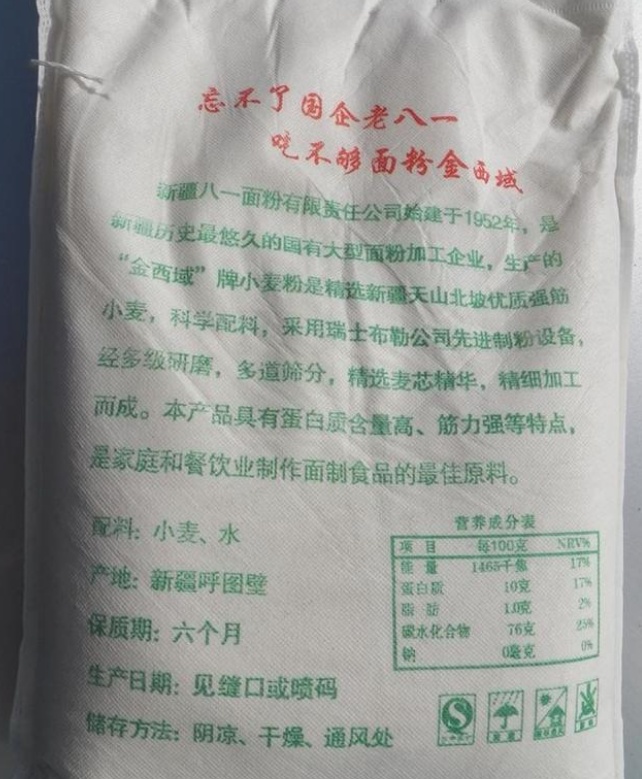 忘不了国企老八一
吃不够面粉金西域
新疆八一面粉有限责任公司始建于1952年，是
新疆历史最悠久的国有大型面粉加工企业，生产的
“金西域”牌小麦粉是精选新疆天山北坡优质强筋
小麦，科学配料，采用瑞士布勒公司先进制粉设备，
经多级研磨，多道筛分，精选麦芯精华，精细加工
而成。本产品具有蛋白质含量高、筋力强等特点，
是家庭和餐饮业制作面制食品的最佳原料。
配料：小麦、水
产地：新疆呼图壁
保质期：六个月
生产日期：见缝口或喷码
储存方法：阴凉、干燥、通风处
营养成分表
项 目 每100克 NRV%
能 量 1465千焦 17%
蛋白质 10克 17%
脂 肪 1.0克 2%
碳水化合物 76克 25%
钠 0毫克 0%